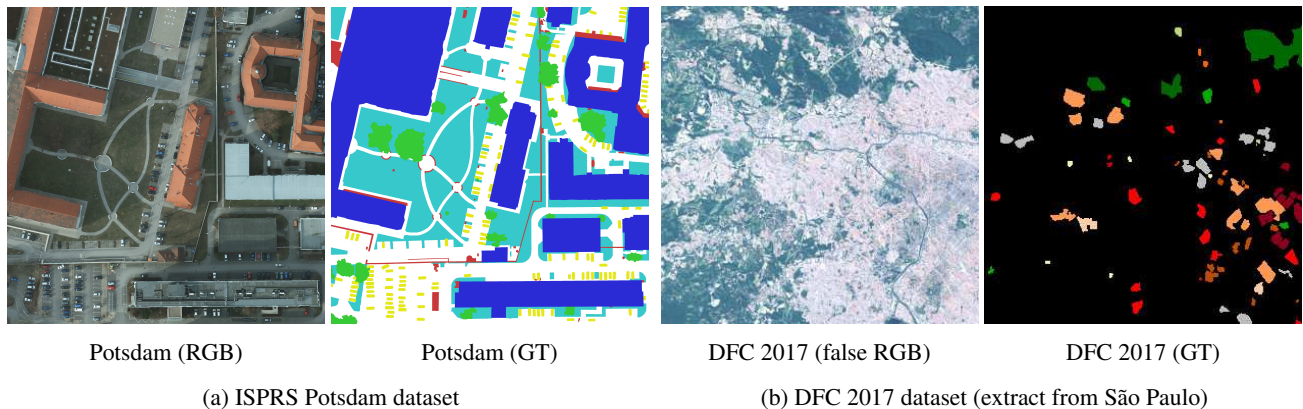 Potsdam (RGB) Potsdam (GT) DFC 2017 (false RGB) DFC 2017 (GT)
(a) ISPRS Potsdam dataset (b) DFC 2017 dataset (extract from São Paulo)